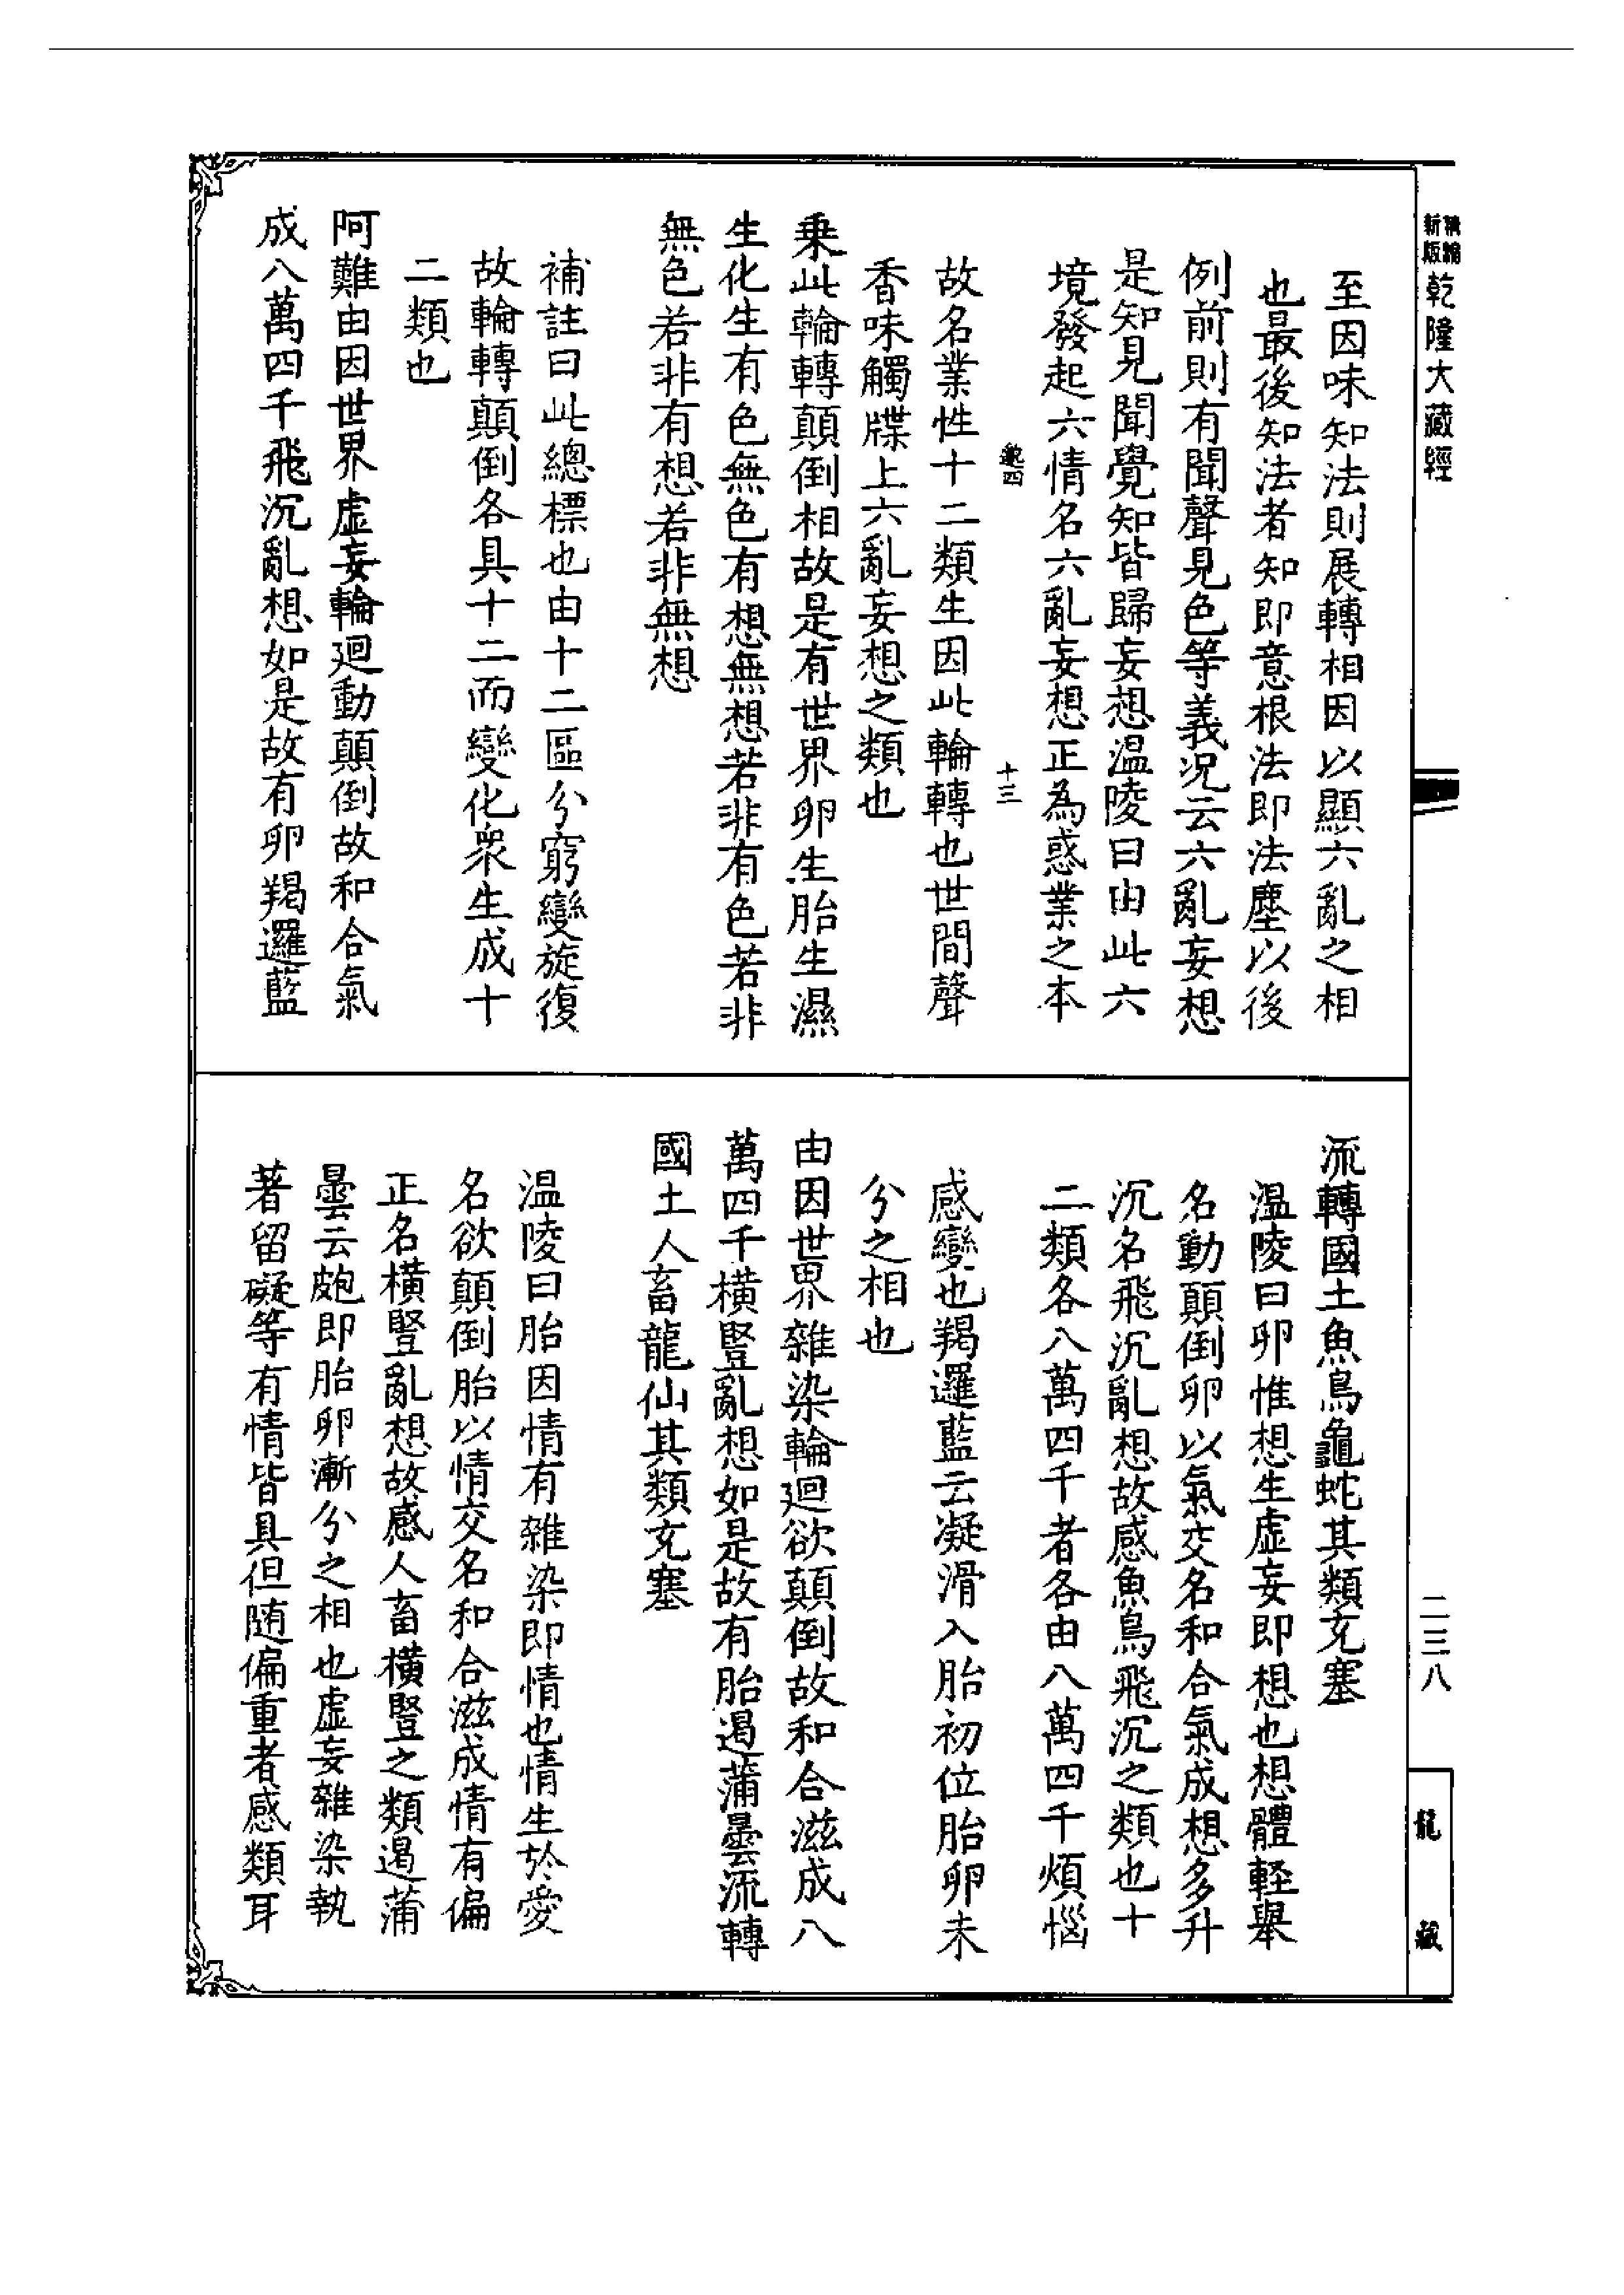 新編
新版
乾隆大藏經
至因味知法則展轉相因以顯六亂之相
也最後知法者知即意根法即法塵以後
例前則有聞聲見色等義况云六亂妄想
是知見聞覺知皆歸妄想温陵曰由此六
境發起六情名六亂妄想正為惑業之本
十三
故名業性十二類生因此輪轉也世間聲
香味觸牒上六亂妄想之類也
乗此輪轉顛倒相故是有世界卵生胎生濕
生化生有色無色有想無想若非有色若非
無色若非有想若非無想
補註曰此總標也由十二區分窮變旋復
故輪轉顛倒各具十二而變化衆生成十
二類也
阿難由因世界虛妄輪迴動顛倒故和合氣
成八萬四千飛沉亂想如是故有卵羯邏藍
流轉國土魚鳥龜蛇其類充塞
温陵曰卵惟想生虛妄即想也想體軽舉
名動顛倒卵以氣交名和合氣成想多升
沉名飛沉亂想故感魚鳥飛沉之類也十
二類各八萬四千者各由八萬四千煩惱
感變也羯邏藍云凝滑入胎初位胎卵未
分之相也
由因世界雜染輪迴欲顛倒故和合滋成八
萬四千橫豎亂想如是故有胎遏蒲曇流轉
國土人畜龍仙其類充塞
温陵曰胎因情有雜染即情也情生於愛
名欲顛倒胎以情交名和合滋成情有偏
正名橫豎亂想故感人畜橫豎之類遏蒲
曇云皰即胎卵漸分之相也虛妄雜染執
著留礙等有情皆具但随偏重者感類耳
二三八
龍藏